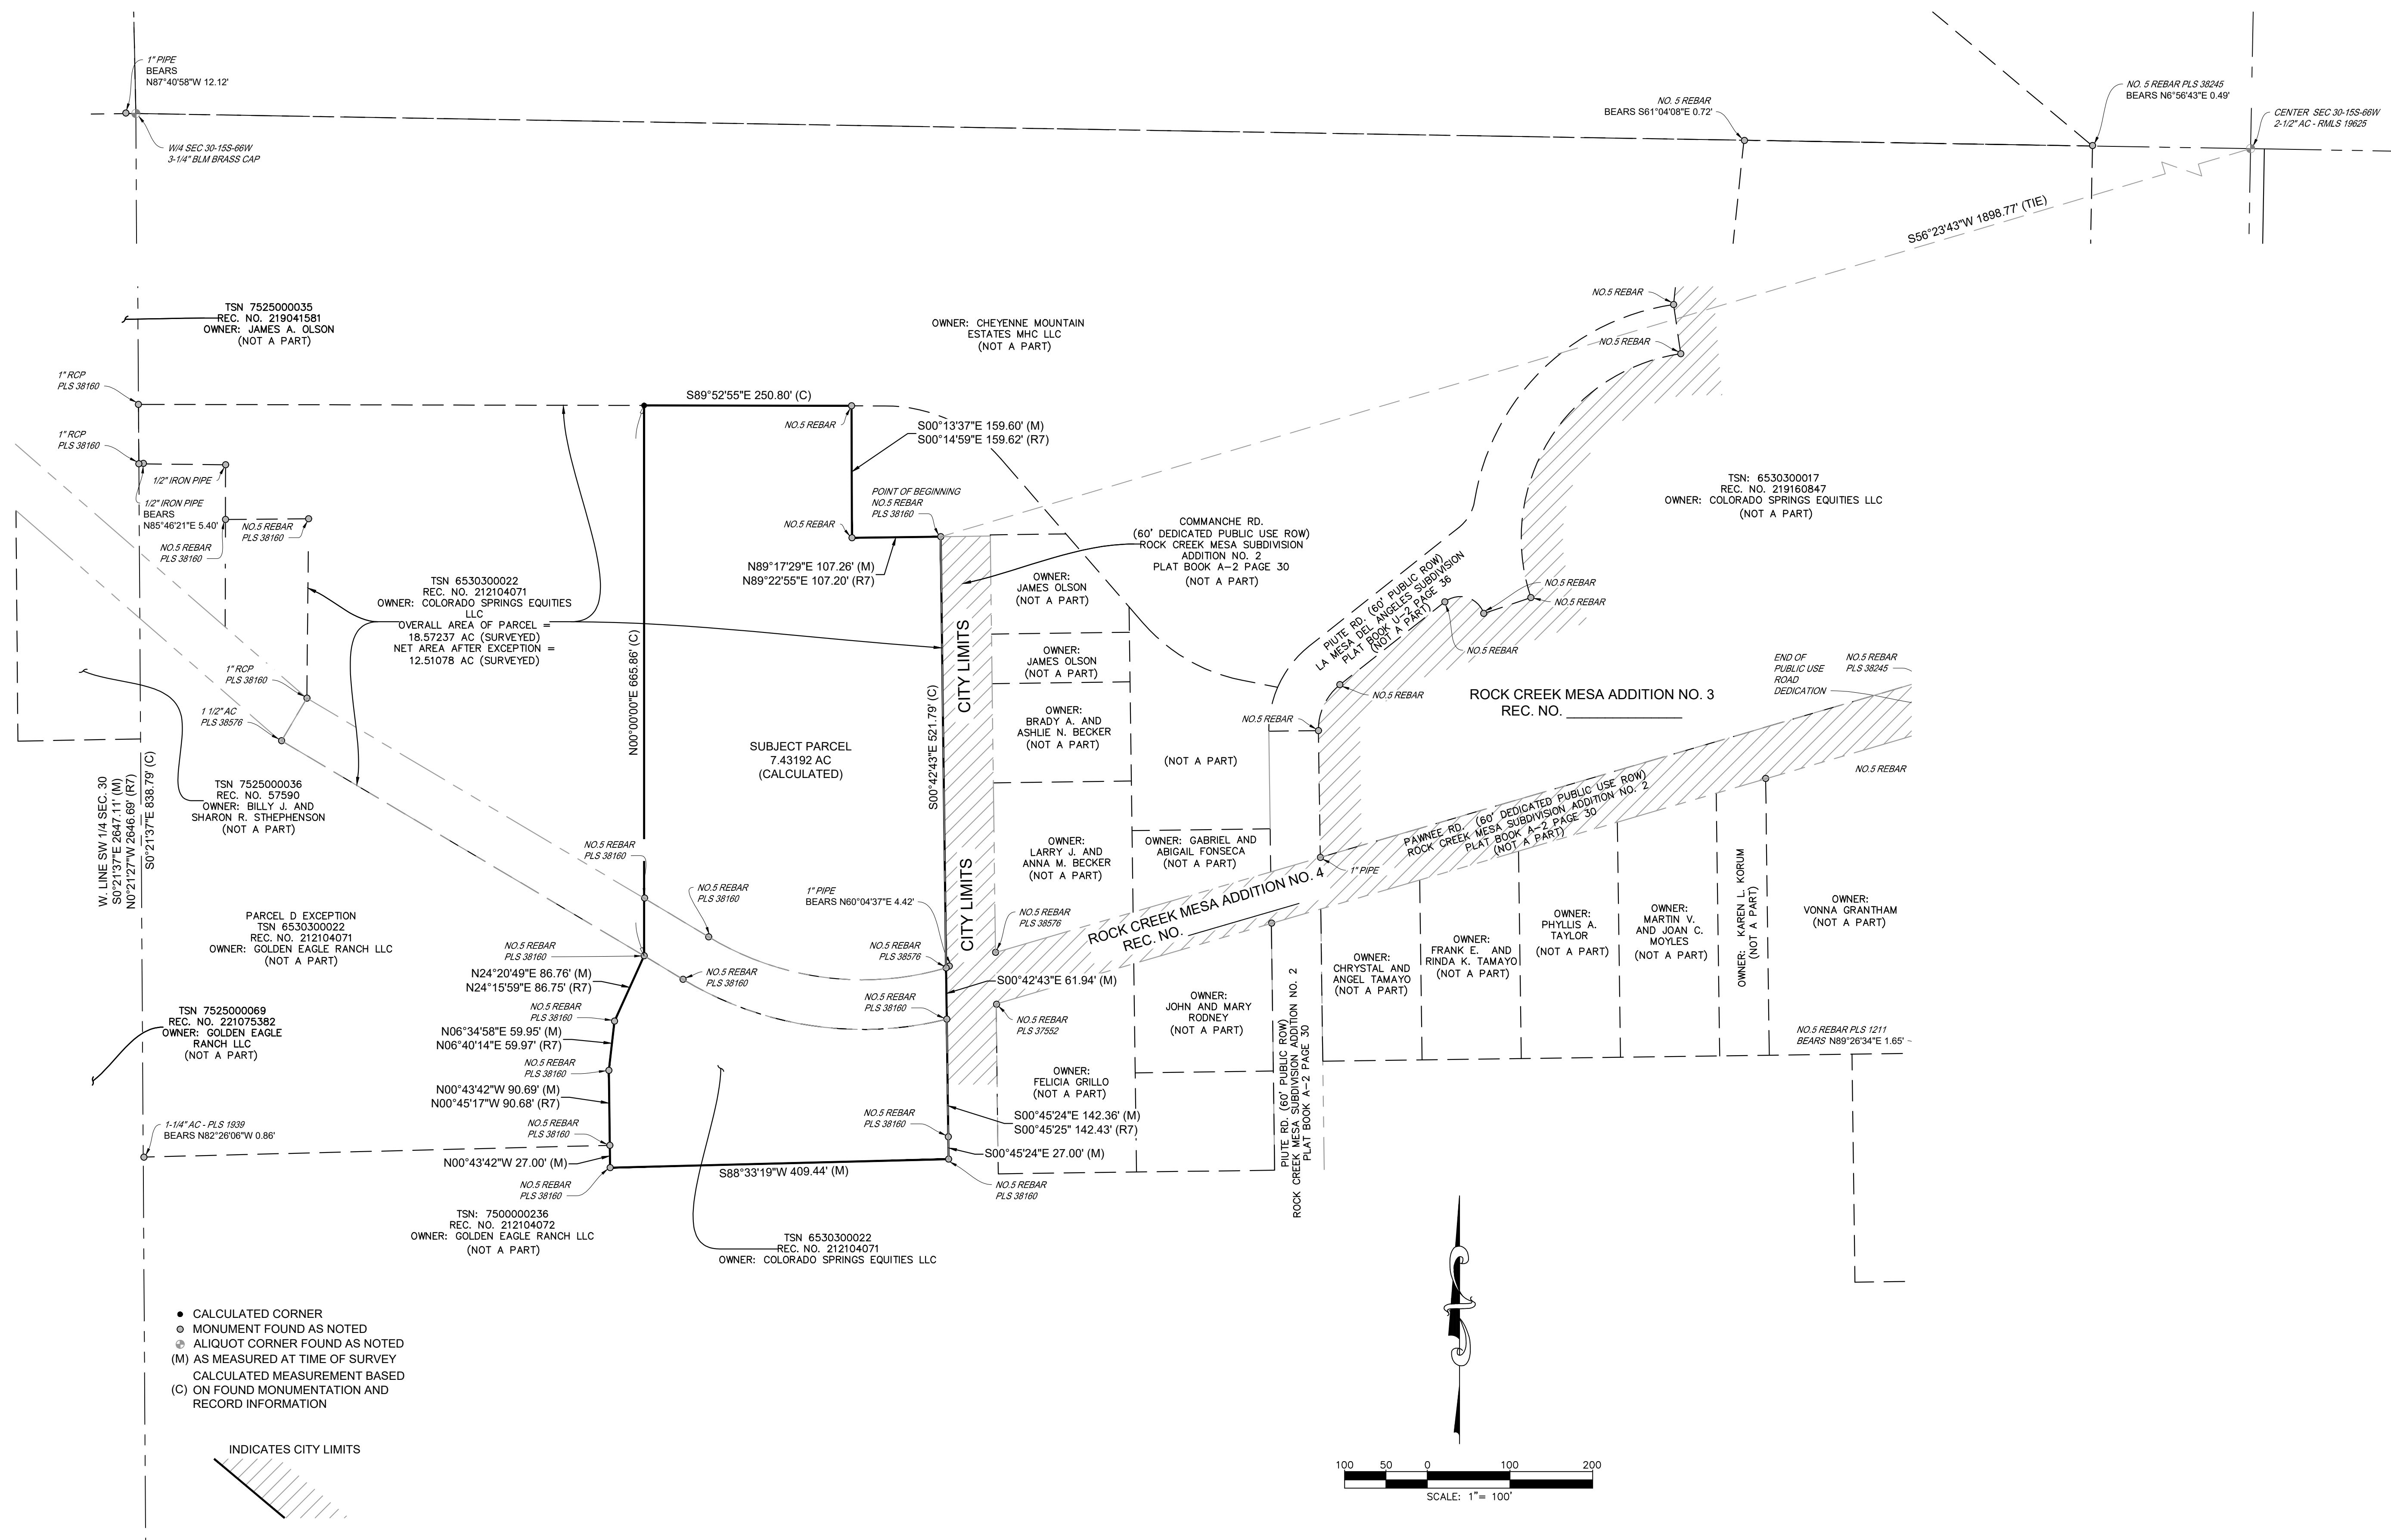 1" PIPE
BEARS
N87°40'58"W 12.12'
W/4 SEC 30-15S-66W
3-1/4" BLM BRASS CAP
NO. 5 REBAR
BEARS S61°04'08"E 0.72'
NO. 5 REBAR PLS 38245
BEARS N6°56'43"E 0.49'
CENTER SEC 30-15S-66W
2-1/2" AC - RMLS 19625
S56°23'43"W 1898.77' (TIE)
TSN 7525000035
REC. NO. 219041581
OWNER: JAMES A. OLSON
(NOT A PART)
OWNER: CHEYENNE MOUNTAIN
ESTATES MHC LLC
(NOT A PART)
NO.5 REBAR
NO.5 REBAR
1" RCP
PLS 38160
1" RCP
PLS 38160
1/2" IRON PIPE
1/2" IRON PIPE
BEARS
N85°46'21"E 5.40'
NO.5 REBAR
PLS 38160
NO.5 REBAR
PLS 38160
S89°52'55"E 250.80' (C)
NO.5 REBAR
S00°13'37"E 159.60' (M)
S00°14'59"E 159.62' (R7)
POINT OF BEGINNING
NO.5 REBAR
PLS 38160
NO.5 REBAR
N89°17'29"E 107.26' (M)
N89°22'55"E 107.20' (R7)
COMMANCHE RD.
(60' DEDICATED PUBLIC USE ROW)
ROCK CREEK MESA SUBDIVISION
ADDITION NO. 2
PLAT BOOK A-2 PAGE 30
(NOT A PART)
TSN: 6530300017
REC. NO. 219160847
OWNER: COLORADO SPRINGS EQUITIES LLC
(NOT A PART)
TSN 6530300022
REC. NO. 212104071
OWNER: COLORADO SPRINGS EQUITIES
LLC
OVERALL AREA OF PARCEL =
18.57237 AC (SURVEYED)
NET AREA AFTER EXCEPTION =
12.51078 AC (SURVEYED)
OWNER:
JAMES OLSON
(NOT A PART)
OWNER:
JAMES OLSON
(NOT A PART)
OWNER:
BRADY A. AND
ASHLIE N. BECKER
(NOT A PART)
(NOT A PART)
PIUTE RD. (60' PUBLIC ROW)
LA MESA DEL ANGELES SUBDIVISION
PLAT BOOK U-2 PAGE 36
(NOT A PART)
NO.5 REBAR
NO.5 REBAR
NO.5 REBAR
NO.5 REBAR
NO.5 REBAR
ROCK CREEK MESA ADDITION NO. 3
REC. NO.
END OF
PUBLIC USE
ROAD
DEDICATION
NO.5 REBAR
PLS 38245
NO.5 REBAR
1" RCP
PLS 38160
1 1/2" AC
PLS 38576
N00°00'00"E 665.86' (C)
CITY LIMITS
S00°42'43"E 521.79' (C)
CITY LIMITS
SUBJECT PARCEL
7.43192 AC
(CALCULATED)
W. LINE SW 1/4 SEC. 30
S0°21'37"E 2647.11' (M)
N0°21'27"W 2646.69' (R7)
S0°21'37"E 838.79' (C)
TSN 7525000036
REC. NO. 57590
OWNER: BILLY J. AND
SHARON R. STHEPHENSON
(NOT A PART)
PAWNEE RD. (60' DEDICATED PUBLIC USE ROW)
ROCK CREEK MESA SUBDIVISION ADDITION NO. 2
PLAT BOOK A-2 PAGE 30
(NOT A PART)
1" PIPE
OWNER:
LARRY J. AND
ANNA M. BECKER
(NOT A PART)
OWNER: GABRIEL AND
ABIGAIL FONSECA
(NOT A PART)
ROCK CREEK MESA ADDITION NO. 4
REC. NO.
NO.5 REBAR
PLS 38160
NO.5 REBAR
PLS 38160
1" PIPE
BEARS N60°04'37"E 4.42'
NO.5 REBAR
PLS 38576
NO.5 REBAR
PLS 38576
PARCEL D EXCEPTION
TSN 6530300022
REC. NO. 212104071
OWNER: GOLDEN EAGLE RANCH LLC
(NOT A PART)
NO.5 REBAR
PLS 38160
NO.5 REBAR
PLS 38160
N24°20'49"E 86.76' (M)
N24°15'59"E 86.75' (R7)
NO.5 REBAR
PLS 38160
S00°42'43"E 61.94' (M)
NO.5 REBAR
PLS 38160
NO.5 REBAR
PLS 37552
N06°34'58"E 59.95' (M)
N06°40'14"E 59.97' (R7)
NO.5 REBAR
PLS 38160
N00°43'42"W 90.69' (M)
N00°45'17"W 90.68' (R7)
TSN 7525000069
REC. NO. 221075382
OWNER: GOLDEN EAGLE
RANCH LLC
(NOT A PART)
1-1/4" AC - PLS 1939
BEARS N82°26'06"W 0.86'
NO.5 REBAR
PLS 38160
N00°43'42"W 27.00' (M)
NO.5 REBAR
PLS 38160
S88°33'19"W 409.44' (M)
NO.5 REBAR
PLS 38160
S00°45'24"E 142.36' (M)
S00°45'25" 142.43' (R7)
S00°45'24"E 27.00' (M)
NO.5 REBAR
PLS 38160
OWNER:
FELICIA GRILLO
(NOT A PART)
OWNER:
JOHN AND MARY
RODNEY
(NOT A PART)
PIUTE RD. (60' PUBLIC ROW)
ROCK CREEK MESA SUBDIVISION ADDITION NO. 2
PLAT BOOK A-2 PAGE 30
OWNER:
CHRYSTAL AND
ANGEL TAMAYO
(NOT A PART)
OWNER:
FRANK E. AND
RINDA K. TAMAYO
(NOT A PART)
OWNER:
PHYLLIS A.
TAYLOR
(NOT A PART)
OWNER:
MARTIN V.
AND JOAN C.
MOYLES
(NOT A PART)
OWNER: KAREN L. KORUM
(NOT A PART)
OWNER:
VONNA GRANTHAM
(NOT A PART)
NO.5 REBAR PLS 1211
BEARS N89°26'34"E 1.65'
TSN: 7500000236
REC. NO. 212104072
OWNER: GOLDEN EAGLE RANCH LLC
(NOT A PART)
TSN 6530300022
REC. NO. 212104071
OWNER: COLORADO SPRINGS EQUITIES LLC
CALCULATED CORNER
MONUMENT FOUND AS NOTED
ALIQUOT CORNER FOUND AS NOTED
(M) AS MEASURED AT TIME OF SURVEY
CALCULATED MEASUREMENT BASED
(C) ON FOUND MONUMENTATION AND
RECORD INFORMATION
INDICATES CITY LIMITS
100 50 0 100 200
SCALE: 1"= 100'